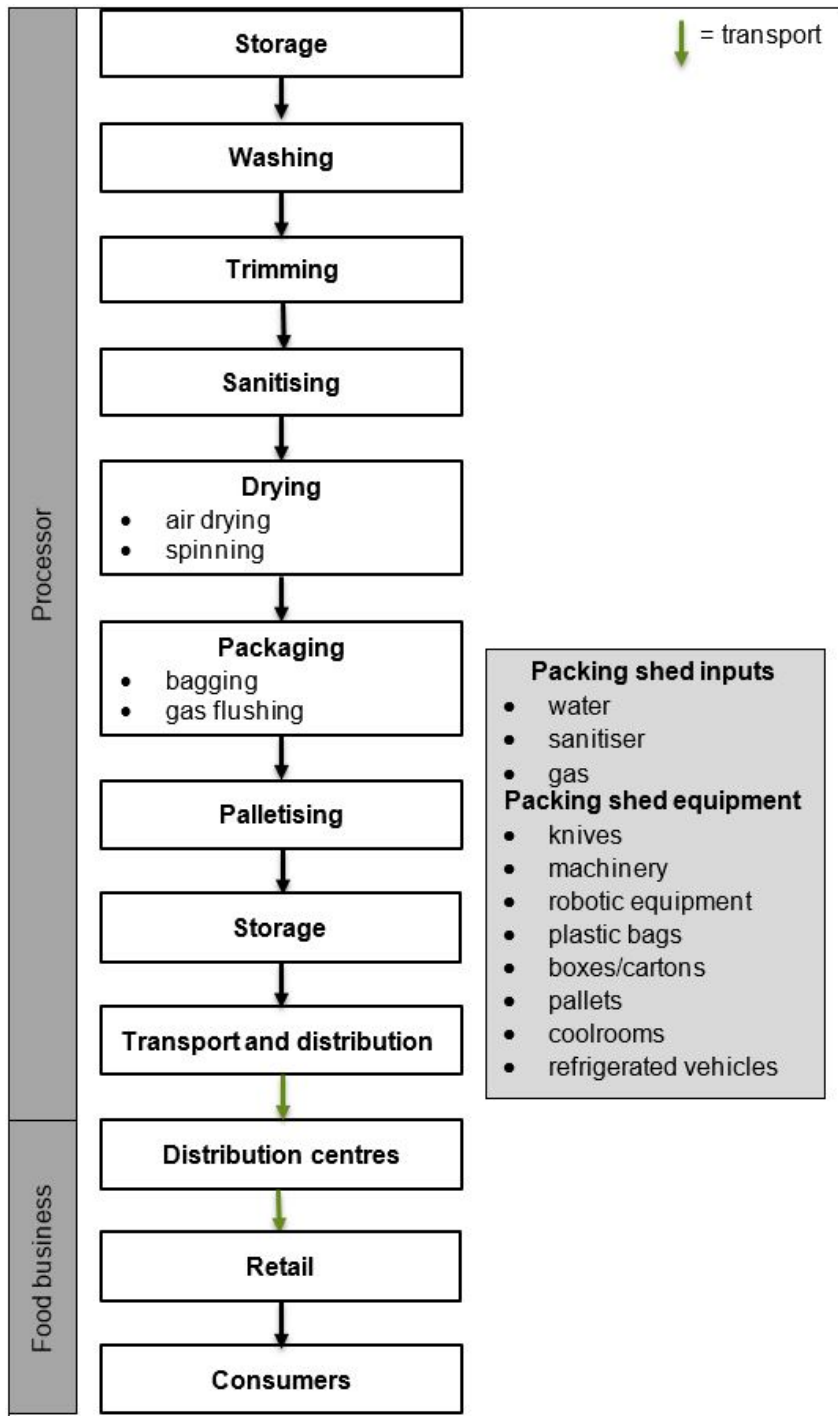 Storage
= transport
Washing
Trimming
Sanitising
Drying
• air drying
• spinning
Packaging
• bagging
• gas flushing
Palletising
Storage
Transport and distribution
Processor
Packing shed inputs
• water
• sanitiser
• gas
Packing shed equipment
• knives
• machinery
• robotic equipment
• plastic bags
• boxes/cartons
• pallets
• coolrooms
• refrigerated vehicles
Distribution centres
Retail
Consumers
Food business